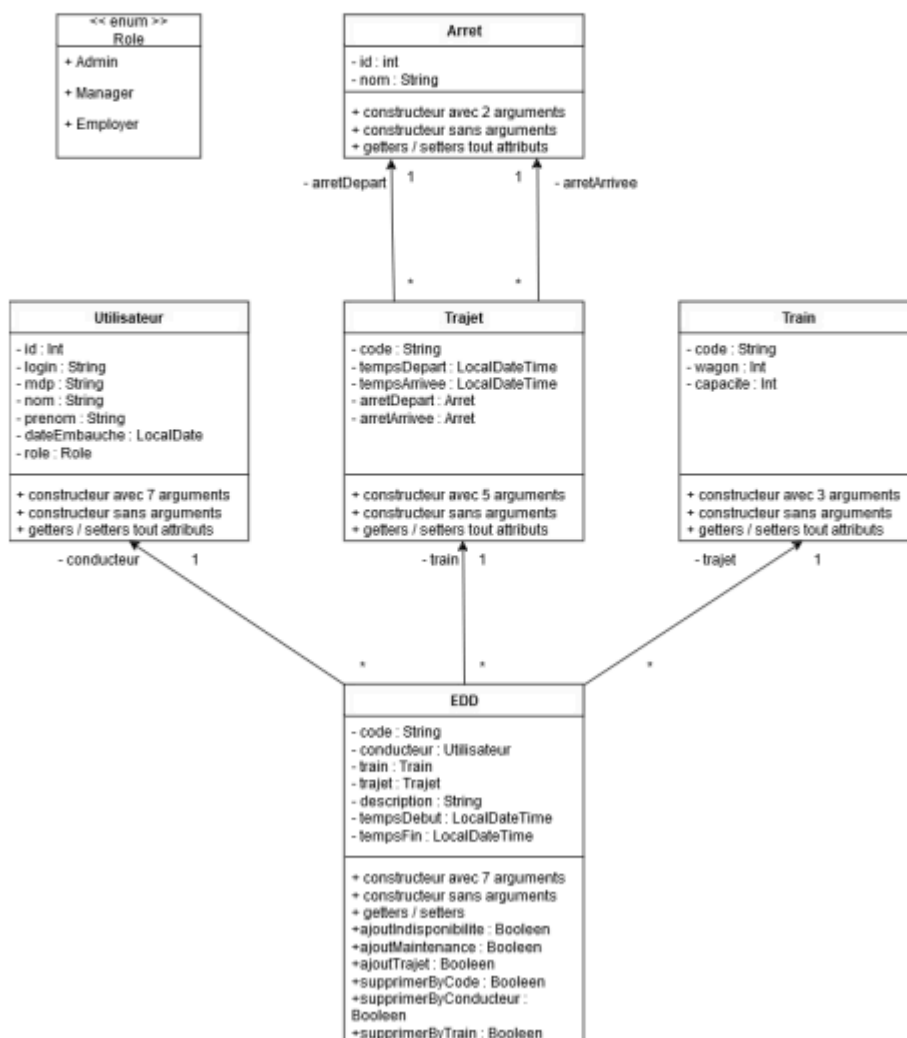 << enum >>
Role
+ Admin
+ Manager
+ Employer
Arret
- id : int
- nom : String
+ constructeur avec 2 arguments
+ constructeur sans arguments
+ getters / setters tout attributs
- arretDepart
1
1
- arretArrivee
*
*
Utilisateur
- id : Int
- login : String
- mdp : String
- nom : String
- prenom : String
- dateEmbauche : LocalDate
- role : Role
+ constructeur avec 7 arguments
+ constructeur sans arguments
+ getters / setters tout attributs
Trajet
- code : String
- tempsDepart : LocalDateTime
- tempsArrivee : LocalDateTime
- arretDepart : Arret
- arretArrivee : Arret
+ constructeur avec 5 arguments
+ constructeur sans arguments
+ getters / setters tout attributs
Train
- code : String
- wagon : Int
- capacite : Int
+ constructeur avec 3 arguments
+ constructeur sans arguments
+ getters / setters tout attributs
- conducteur
1
- train
1
- trajet
1
*
*
*
EDD
- code : String
- conducteur : Utilisateur
- train : Train
- trajet : Trajet
- description : String
- tempsDebut : LocalDateTime
- tempsFin : LocalDateTime
+ constructeur avec 7 arguments
+ constructeur sans arguments
+ getters / setters
+ajoutIndisponibilite : Booleen
+ajoutMaintenance : Booleen
+ajoutTrajet : Booleen
+supprimerByCode : Booleen
+supprimerByConducteur :
Booleen
+supprimerByTrain : Booleen